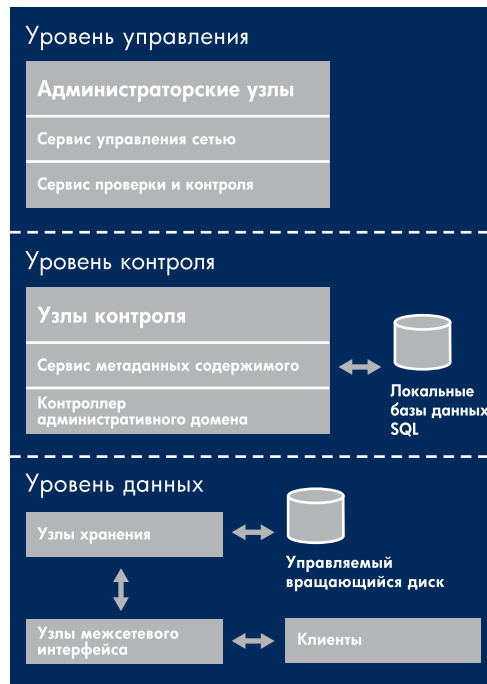 Уровень управления
Администраторские узлы
Сервис управления сетью
Сервис проверки и контроля
Уровень контроля
Узлы контроля
Сервис метаданных содержимого
Контроллер
административного домена
Локальные
базы данных
SQL
Уровень данных
Узлы хранения
Управляемый
вращающийся диск
Узлы межсетевого
интерфейса
Клиенты